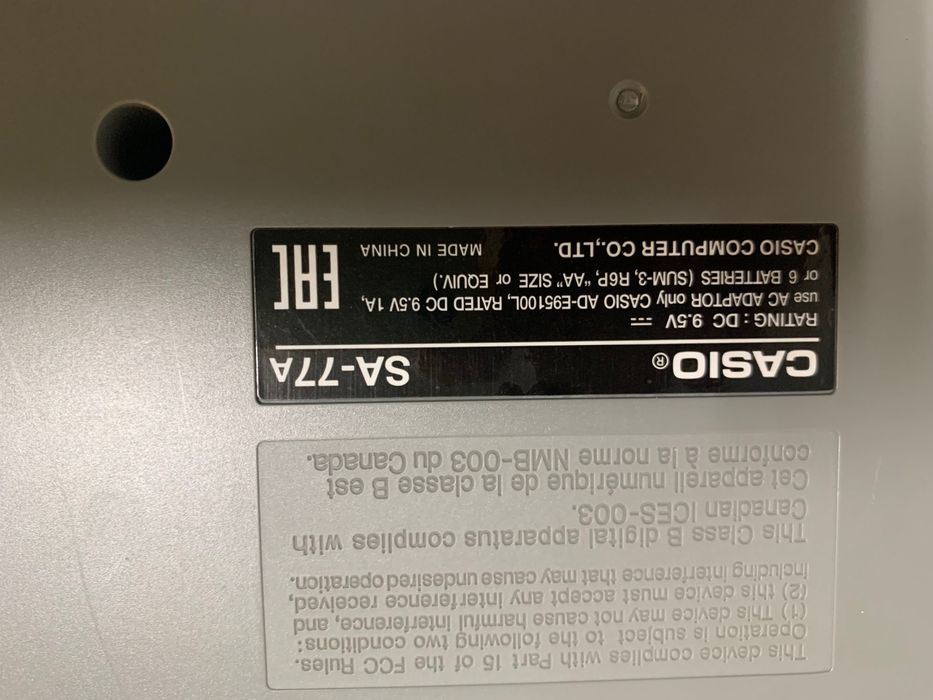 CASIO® SA-77A
RATING : DC 9.5V ⎓
use AC ADAPTOR only CASIO AD-E95100L, RATED DC 9.5V 1A,
or 6 BATTERIES (SUM-3, R6P, "AA" SIZE or EQUIV.)
CASIO COMPUTER CO.,LTD. MADE IN CHINA
EAC
This device complies with Part 15 of the FCC Rules.
Operation is subject to the following two conditions:
(1) This device may not cause harmful interference, and
(2) this device must accept any interference received,
including interference that may cause undesired operation.
This Class B digital apparatus complies with
Canadian ICES-003.
Cet appareil numérique de la classe B est
conforme à la norme NMB-003 du Canada.